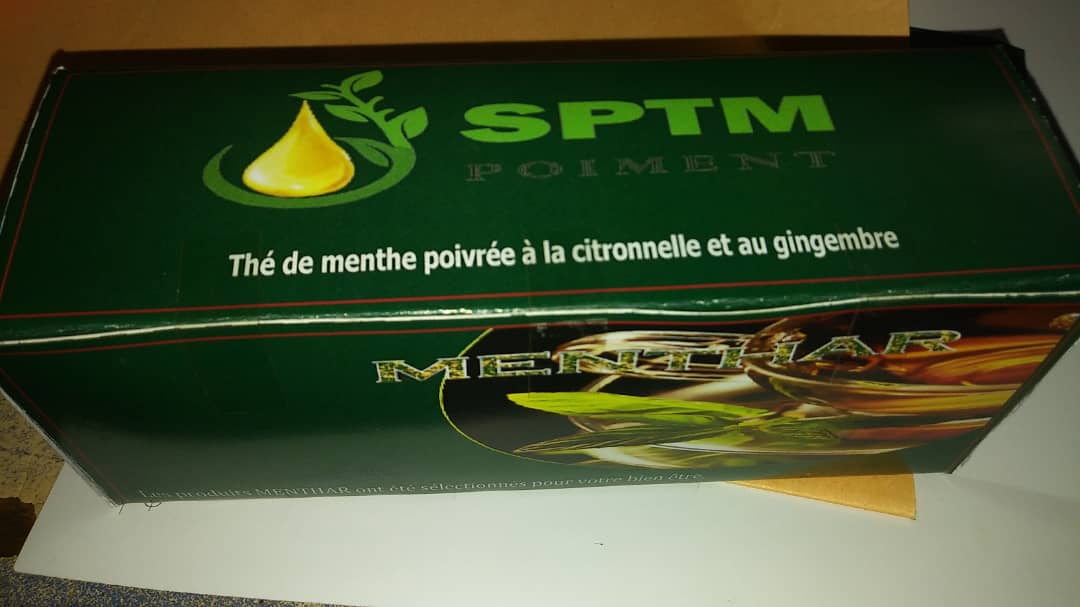 SPTM
POIMENT
Thé de menthe poivrée à la citronnelle et au gingembre
MENTHAR
Les produits MENTHAR ont été sélectionnés pour votre bien être